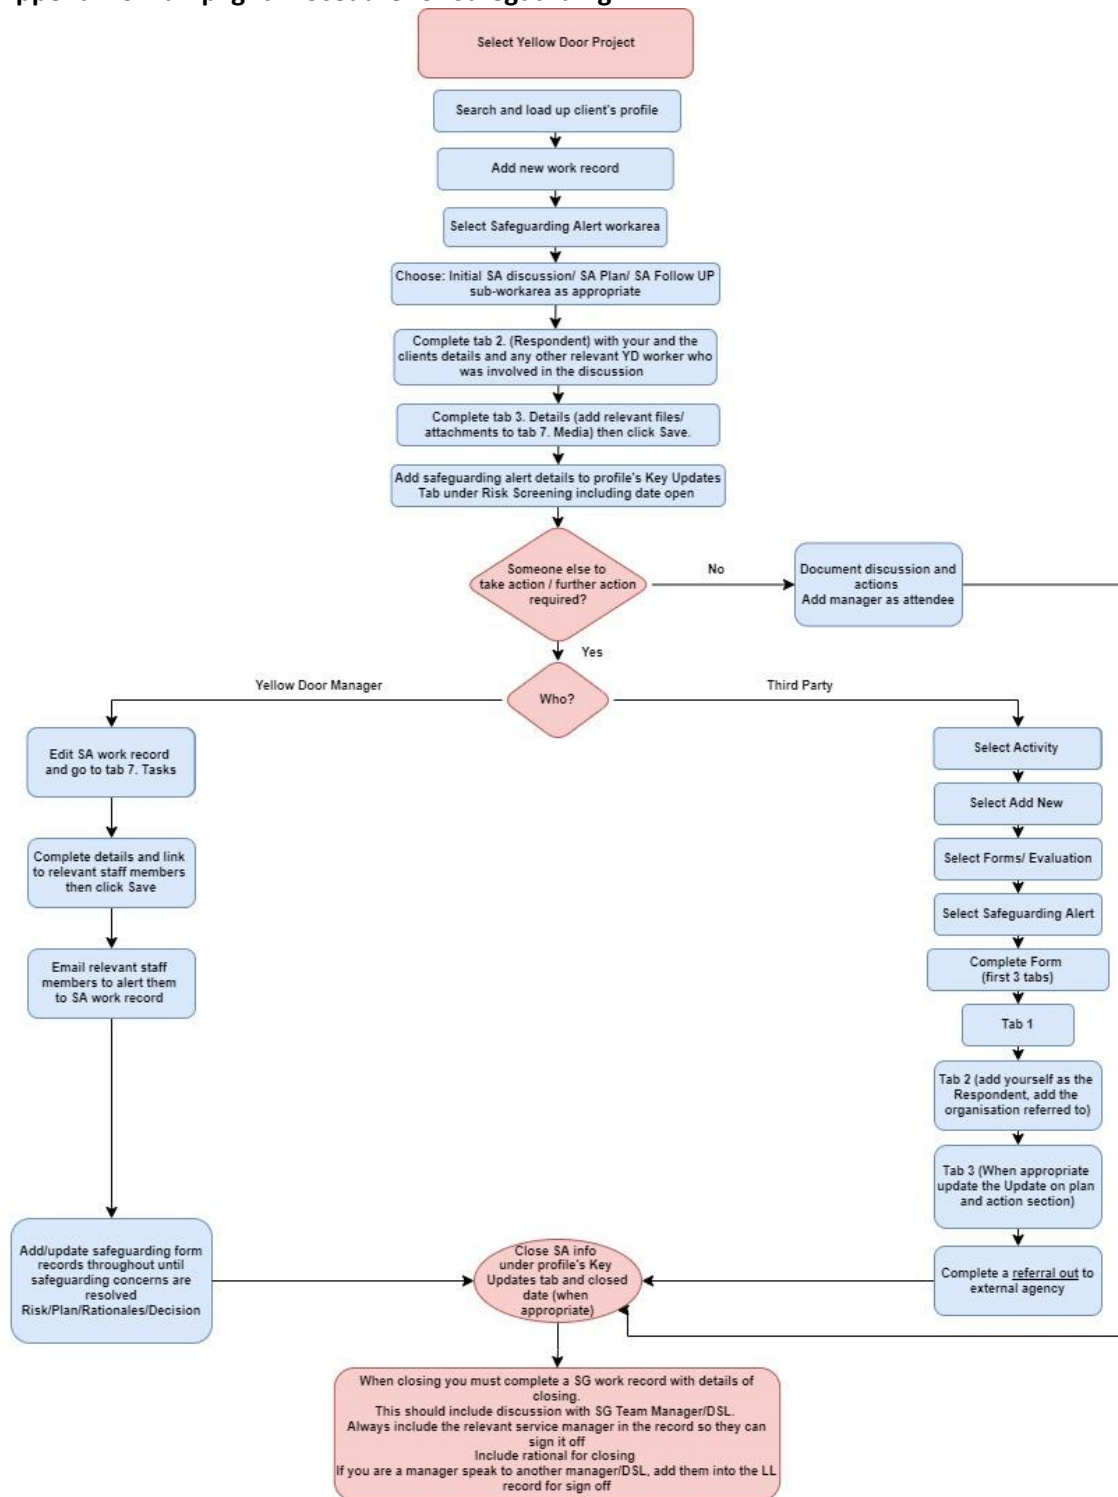 Select Yellow Door Project
Search and load up client's profile
Add new work record
Select Safeguarding Alert workarea
Choose: Initial SA discussion/ SA Plan/ SA Follow UP
sub-workarea as appropriate
Complete tab 2. (Respondent) with your and the
clients details and any other relevant YD worker who
was involved in the discussion
Complete tab 3. Details (add relevant files/
attachments to tab 7. Media) then click Save.
Add safeguarding alert details to profile's Key Updates
Tab under Risk Screening including date open
Someone else to
take action / further action
required?
No
Document discussion and
actions
Add manager as attendee
Yes
Who?
Yellow Door Manager
Third Party
Edit SA work record
and go to tab 7. Tasks
Complete details and link
to relevant staff members
then click Save
Email relevant staff
members to alert them
to SA work record
Add/update safeguarding form
records throughout until
safeguarding concerns are
resolved
Risk/Plan/Rationales/Decision
Select Activity
Select Add New
Select Forms/ Evaluation
Select Safeguarding Alert
Complete Form
(first 3 tabs)
Tab 1
Tab 2 (add yourself as the
Respondent, add the
organisation referred to)
Tab 3 (When appropriate
update the Update on plan
and action section)
Complete a referral out to
external agency
Close SA info
under profile's Key
Updates tab and closed
date (when
appropriate)
When closing you must complete a SG work record with details of
closing.
This should include discussion with SG Team Manager/DSL.
Always include the relevant service manager in the record so they can
sign it off
Include rational for closing
If you are a manager speak to another manager/DSL, add them into the LL
record for sign off